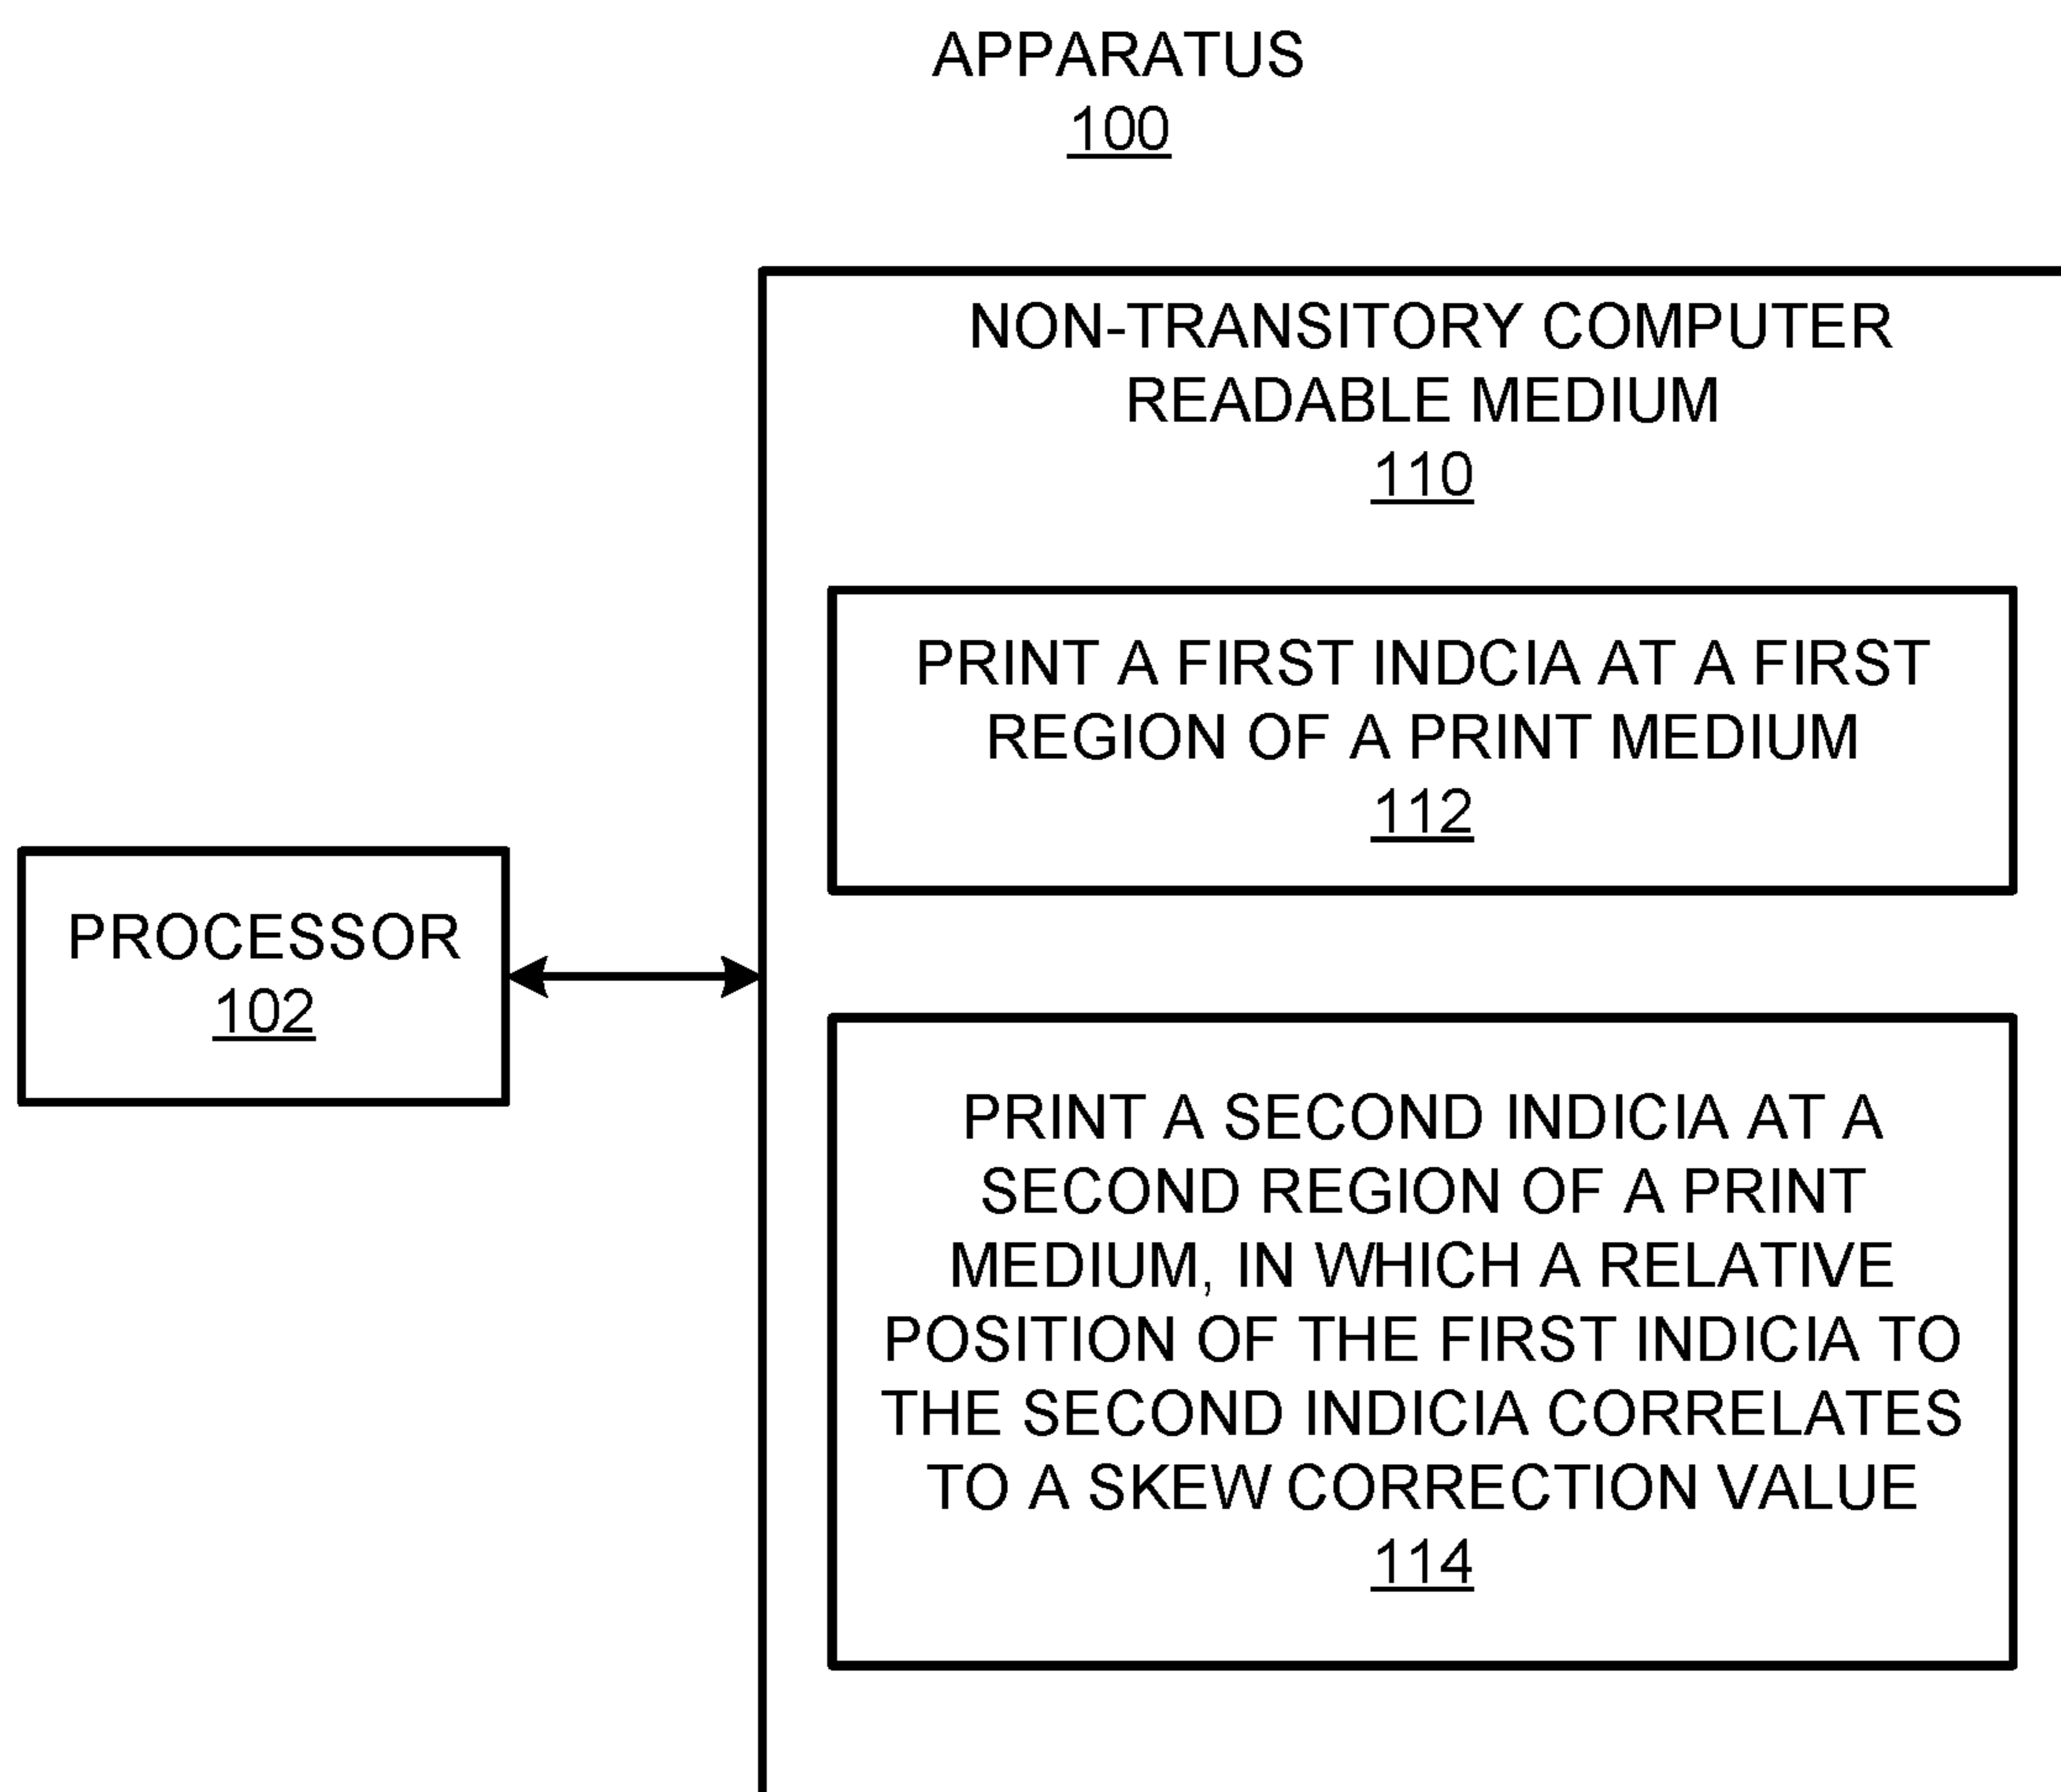 APPARATUS
100
NON-TRANSITORY COMPUTER
READABLE MEDIUM
110
PRINT A FIRST INDCIA AT A FIRST
REGION OF A PRINT MEDIUM
112
PROCESSOR
102
PRINT A SECOND INDICIA AT A
SECOND REGION OF A PRINT
MEDIUM, IN WHICH A RELATIVE
POSITION OF THE FIRST INDICIA TO
THE SECOND INDICIA CORRELATES
TO A SKEW CORRECTION VALUE
114